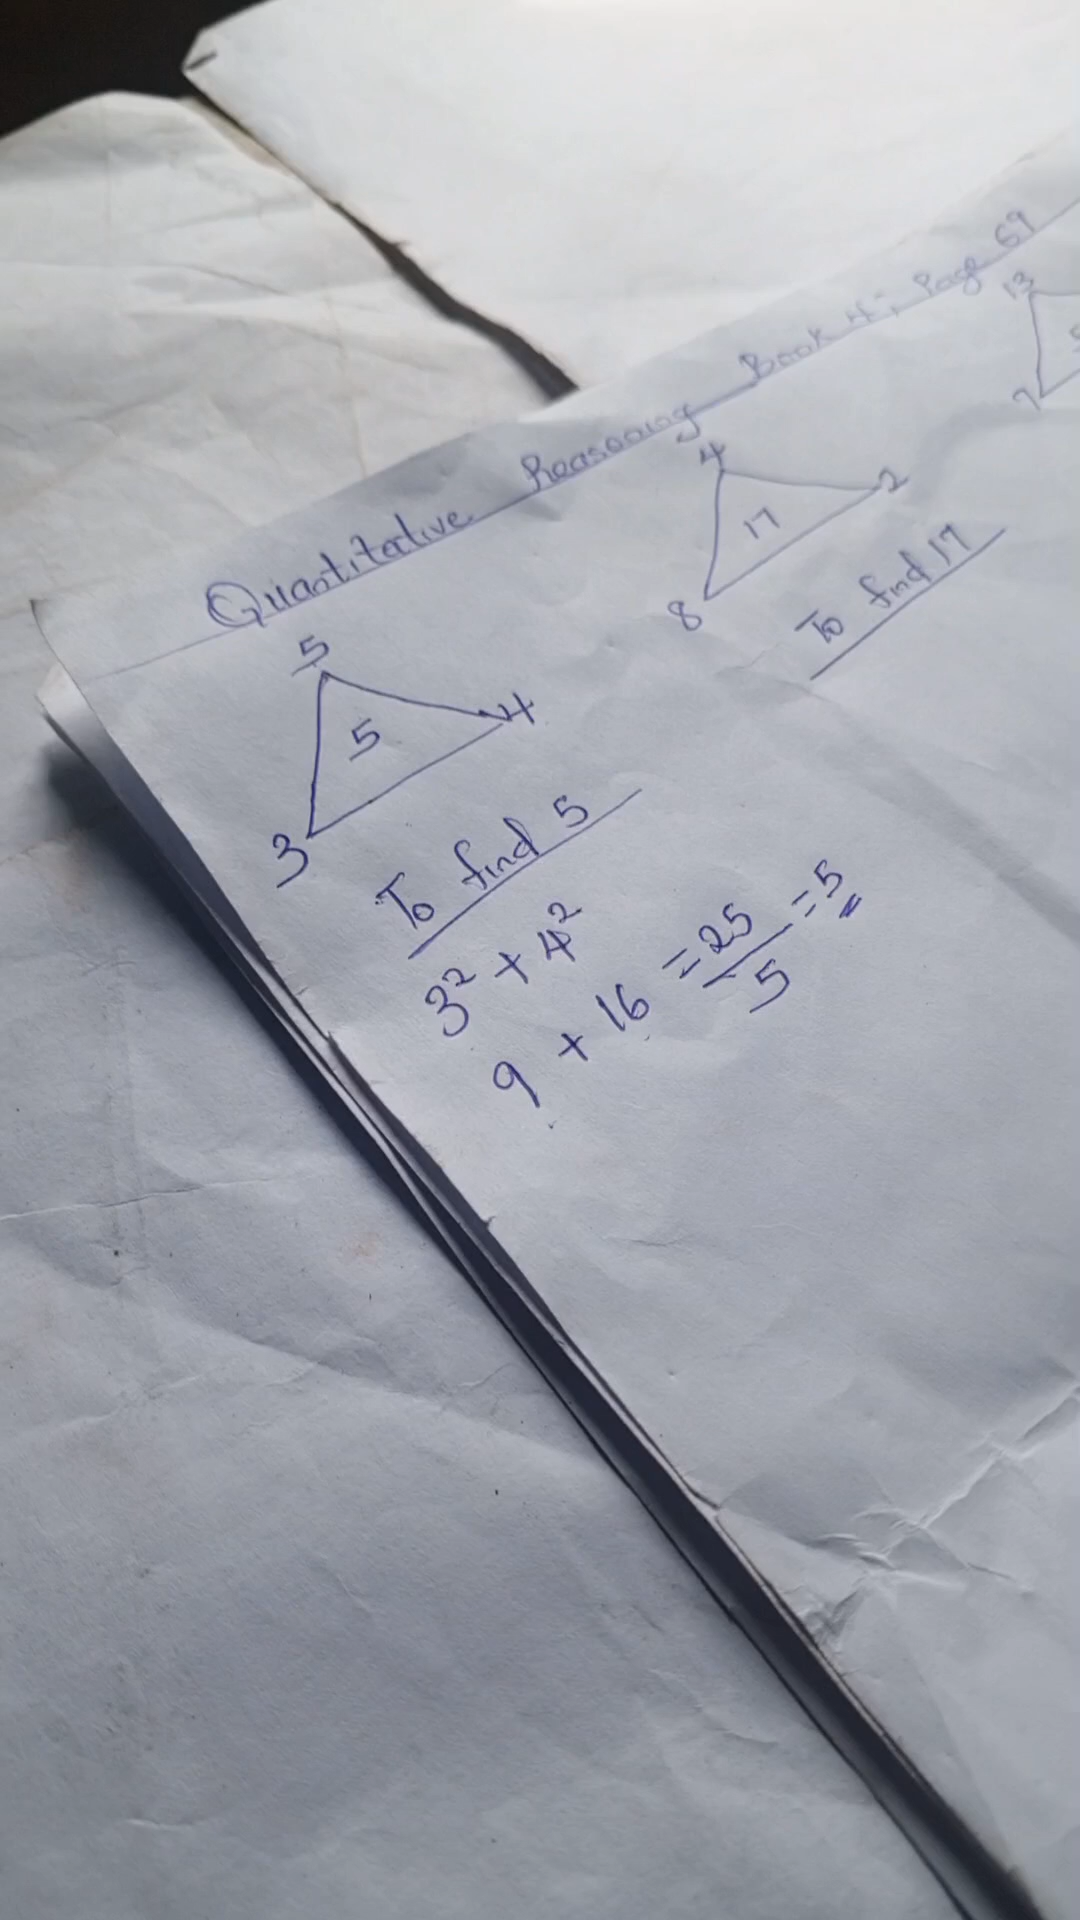 Quantitative Reasoning Book 4, Page 69
5
5
4
3
To find 5
3² + 4²
9 + 16 = 25/5 = 5
4
2
17
8
To find 17
13
7